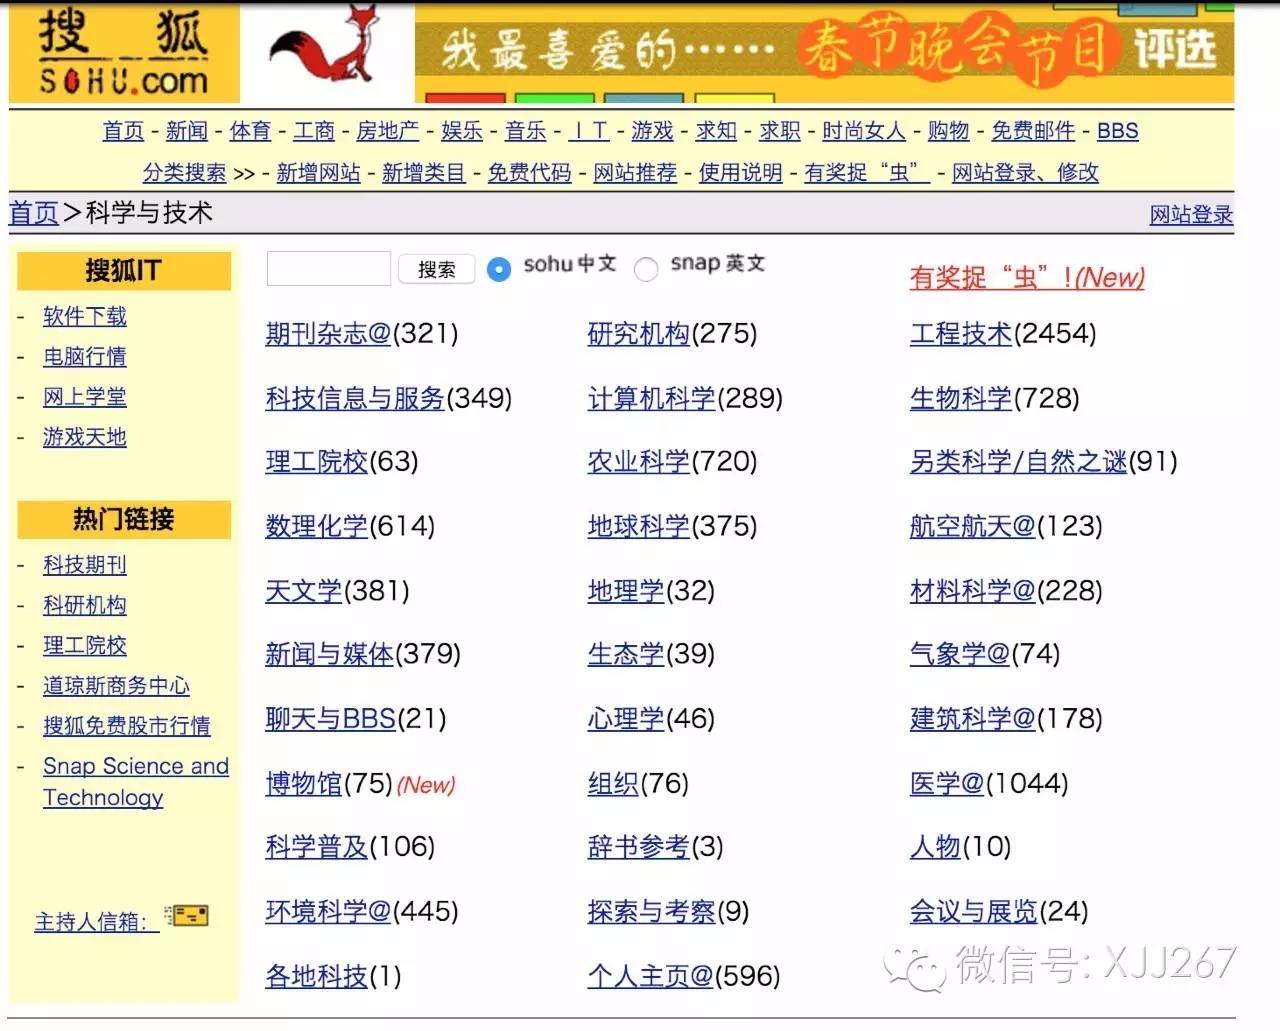 搜狐
SOHU.com
我最喜爱的……春节晚会节目评选
首页 - 新闻 - 体育 - 工商 - 房地产 - 娱乐 - 音乐 - ＩＴ - 游戏 - 求知 - 求职 - 时尚女人 - 购物 - 免费邮件 - BBS
分类搜索 >> - 新增网站 - 新增类目 - 免费代码 - 网站推荐 - 使用说明 - 有奖捉“虫” - 网站登录、修改
首页＞科学与技术 网站登录
搜狐IT
- 软件下载
- 电脑行情
- 网上学堂
- 游戏天地
热门链接
- 科技期刊
- 科研机构
- 理工院校
- 道琼斯商务中心
- 搜狐免费股市行情
- Snap Science and
Technology
主持人信箱：
搜索 sohu中文 snap英文 有奖捉“虫”!(New)
期刊杂志@(321) 研究机构(275) 工程技术(2454)
科技信息与服务(349) 计算机科学(289) 生物科学(728)
理工院校(63) 农业科学(720) 另类科学/自然之谜(91)
数理化学(614) 地球科学(375) 航空航天@(123)
天文学(381) 地理学(32) 材料科学@(228)
新闻与媒体(379) 生态学(39) 气象学@(74)
聊天与BBS(21) 心理学(46) 建筑科学@(178)
博物馆(75)(New) 组织(76) 医学@(1044)
科学普及(106) 辞书参考(3) 人物(10)
环境科学@(445) 探索与考察(9) 会议与展览(24)
各地科技(1) 个人主页@(596)
微信号: XJJ267